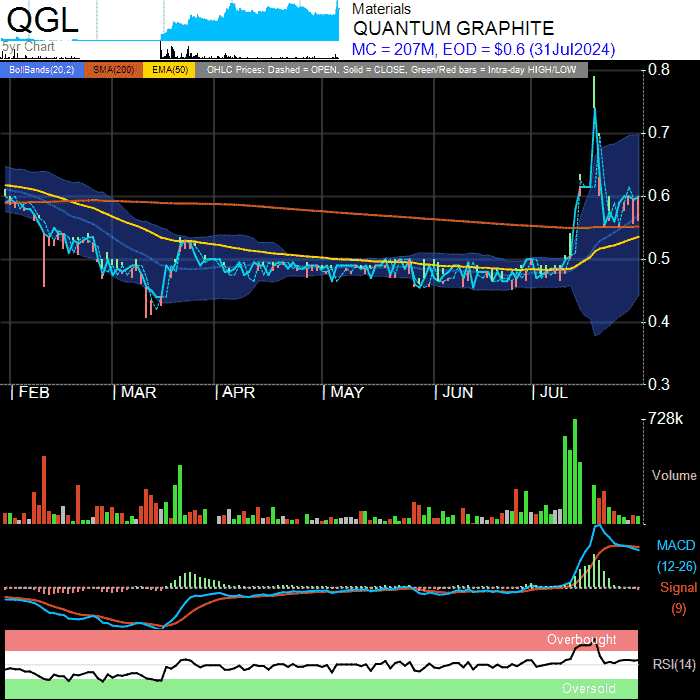 QGL
5yr Chart
Materials
QUANTUM GRAPHITE
MC = 207M, EOD = $0.6 (31Jul2024)
BollBands(20,2) SMA(200) EMA(50) OHLC Prices: Dashed = OPEN, Solid = CLOSE, Green/Red bars = Intra-day HIGH/LOW
0.8
0.7
0.6
0.5
0.4
0.3
FEB MAR APR MAY JUN JUL
728k
Volume
MACD
(12-26)
Signal
(9)
Overbought
RSI(14)
Oversold